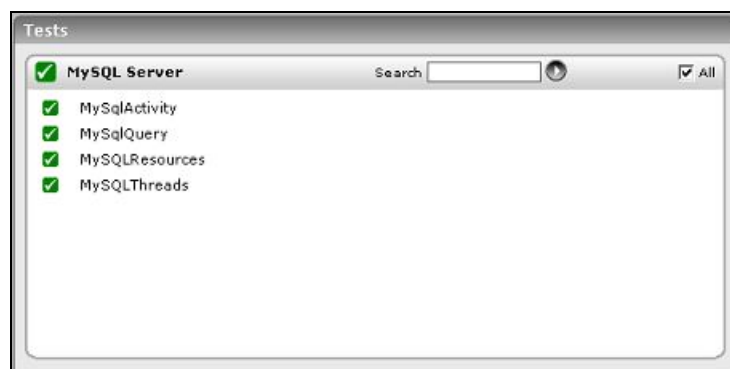 Tests
MySQL Server Search All
MySqlActivity
MySqlQuery
MySQLResources
MySQLThreads